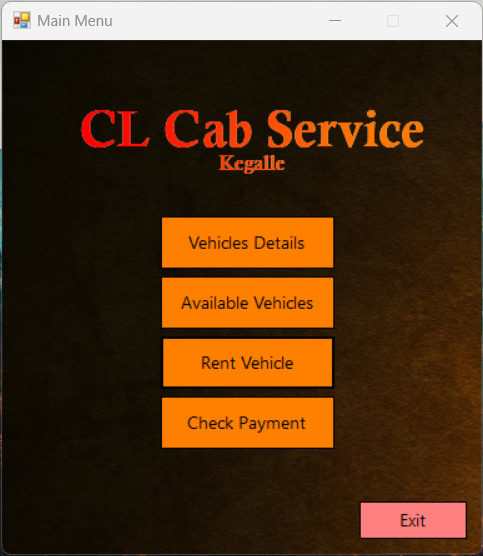 Main Menu
CL Cab Service
Kegalle
Vehicles Details
Available Vehicles
Rent Vehicle
Check Payment
Exit